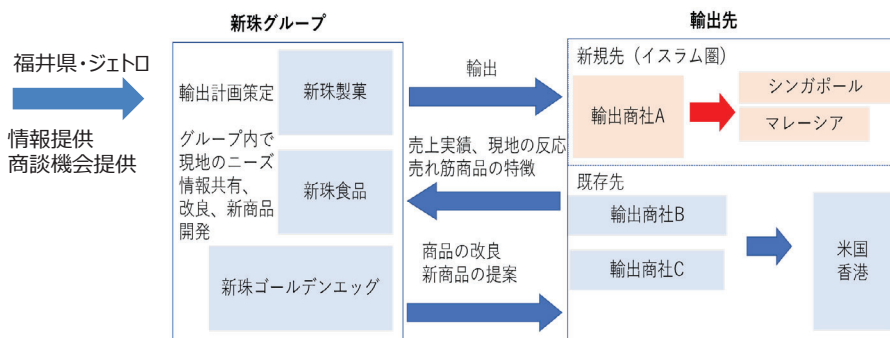 新珠グループ
輸出先
福井県・ジェトロ
情報提供
商談機会提供
輸出計画策定
新珠製菓
グループ内で
現地のニーズ
情報共有、
改良、新商品
開発
新珠食品
新珠ゴールデンエッグ
輸出
売上実績、現地の反応
売れ筋商品の特徴
商品の改良
新商品の提案
新規先（イスラム圏）
輸出商社A
シンガポール
マレーシア
既存先
輸出商社B
輸出商社C
米国
香港